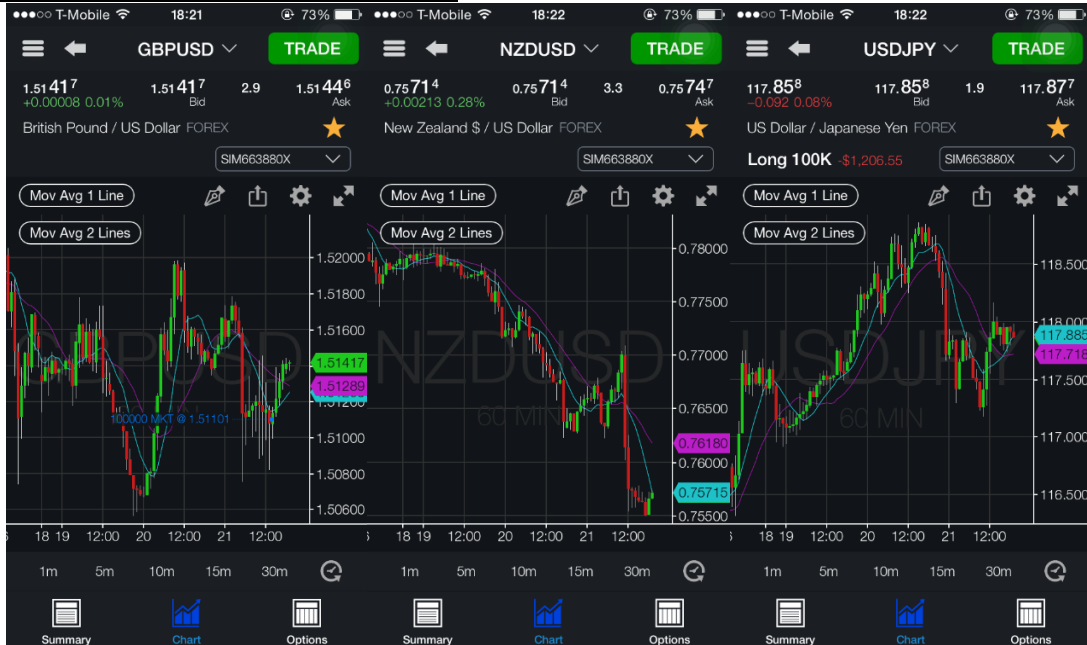 T-Mobile 18:21 73%
GBPUSD TRADE
1.51417 1.51417 2.9 1.51446
+0.00008 0.01% Bid Ask
British Pound / US Dollar FOREX
SIM663880X
Mov Avg 1 Line
Mov Avg 2 Lines
GBPUSD
1.52000
1.51800
1.51600
1.51417
1.51289
1.51200
100000 MKT @ 1.51101
1.51000
1.50800
1.50600
18 19 12:00 20 12:00 21 12:00
1m 5m 10m 15m 30m
Summary Chart Options
T-Mobile 18:22 73%
NZDUSD TRADE
0.75714 0.75714 3.3 0.75747
+0.00213 0.28% Bid Ask
New Zealand $ / US Dollar FOREX
SIM663880X
Mov Avg 1 Line
Mov Avg 2 Lines
0.78000
0.77500
NZDUSD
0.77000
0.76500
60 MIN
0.76180
0.76000
0.75715
0.75500
18 19 12:00 20 12:00 21 12:00
1m 5m 10m 15m 30m
Summary Chart Options
T-Mobile 18:22 73%
USDJPY TRADE
117.858 117.858 1.9 117.877
-0.092 0.08% Bid Ask
US Dollar / Japanese Yen FOREX
Long 100K -$1,206.55 SIM663880X
Mov Avg 1 Line
Mov Avg 2 Lines
118.500
118.000
117.885
117.718
USDJPY
117.500
60 MIN
117.000
116.500
18 19 12:00 20 12:00 21 12:00
1m 5m 10m 15m 30m
Summary Chart Options